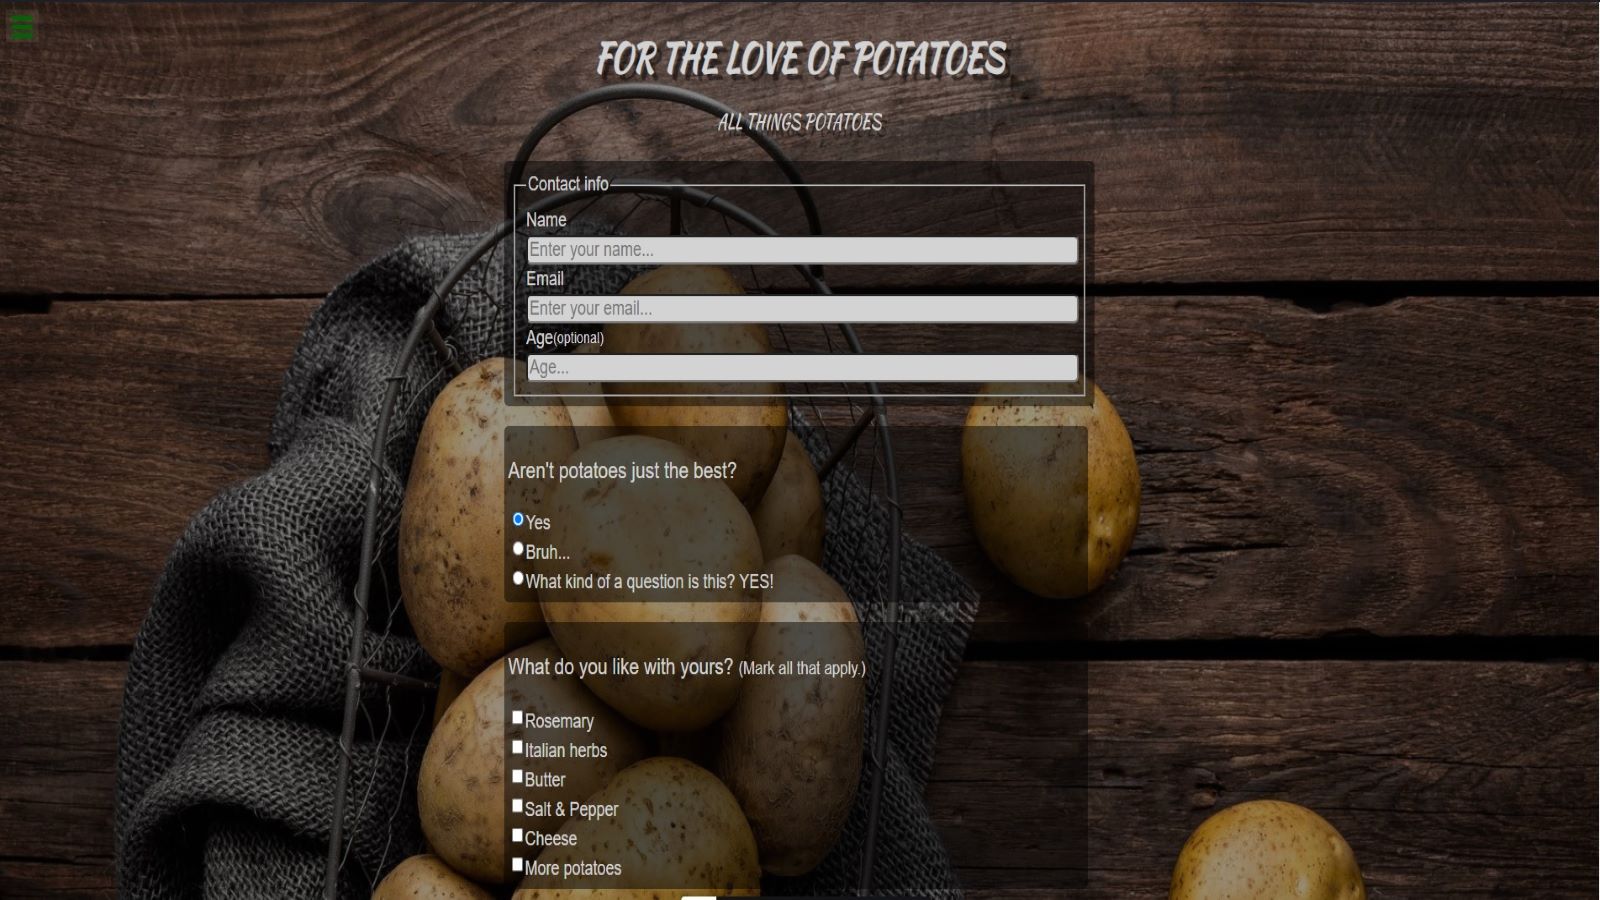 FOR THE LOVE OF POTATOES
ALL THINGS POTATOES
Contact info
Name
Enter your name...
Email
Enter your email...
Age(optional)
Age...
Aren't potatoes just the best?
Yes
Bruh...
What kind of a question is this? YES!
What do you like with yours? (Mark all that apply.)
Rosemary
Italian herbs
Butter
Salt & Pepper
Cheese
More potatoes